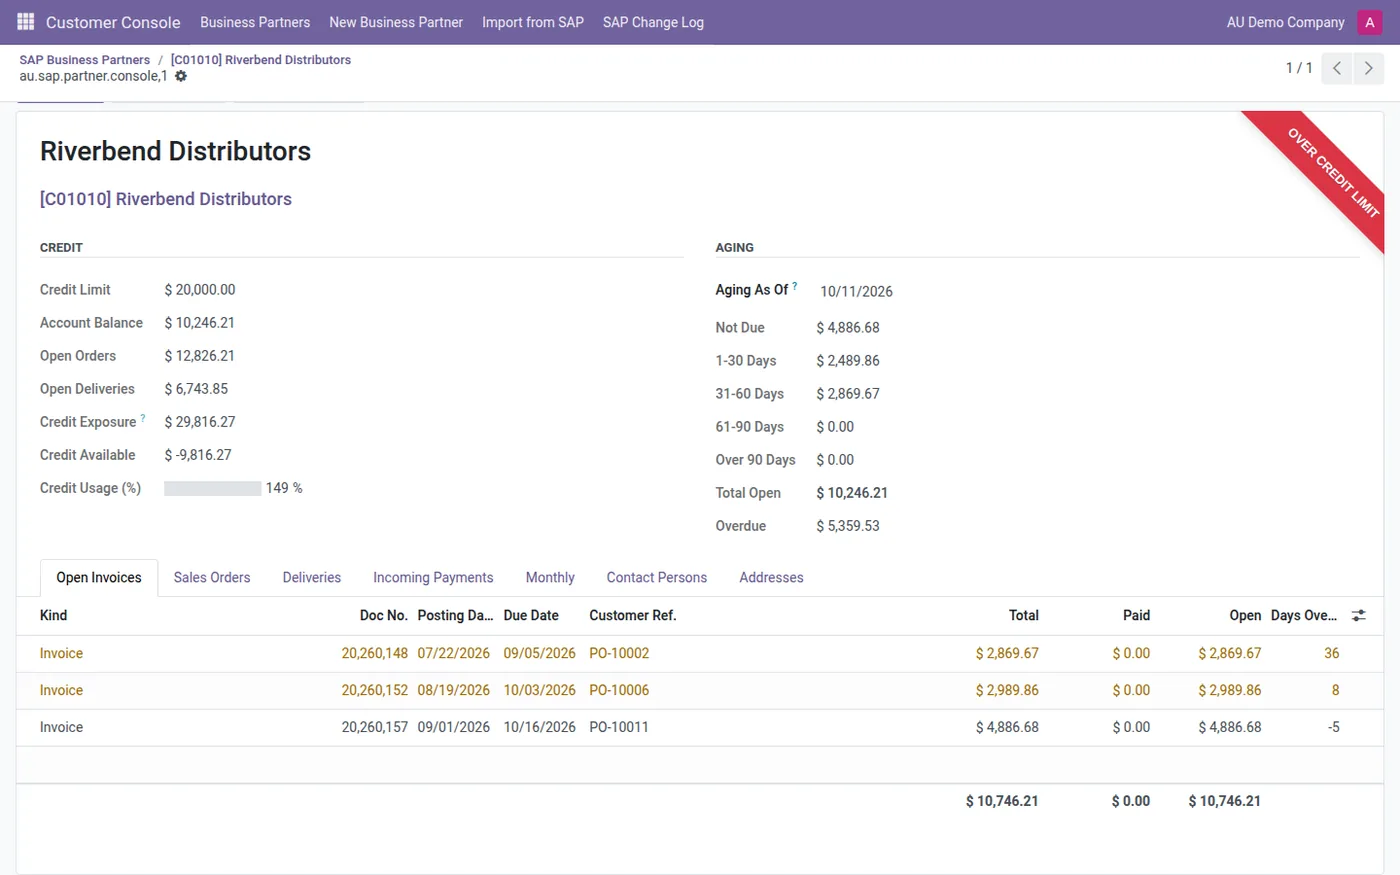 Customer Console Business Partners New Business Partner Import from SAP SAP Change Log AU Demo Company A
SAP Business Partners / [C01010] Riverbend Distributors
au.sap.partner.console,1
1 / 1
OVER CREDIT LIMIT
Riverbend Distributors
[C01010] Riverbend Distributors
CREDIT
Credit Limit $ 20,000.00
Account Balance $ 10,246.21
Open Orders $ 12,826.21
Open Deliveries $ 6,743.85
Credit Exposure ? $ 29,816.27
Credit Available $ -9,816.27
Credit Usage (%) 149 %
AGING
Aging As Of ? 10/11/2026
Not Due $ 4,886.68
1-30 Days $ 2,489.86
31-60 Days $ 2,869.67
61-90 Days $ 0.00
Over 90 Days $ 0.00
Total Open $ 10,246.21
Overdue $ 5,359.53
Open Invoices Sales Orders Deliveries Incoming Payments Monthly Contact Persons Addresses
Kind Doc No. Posting Da... Due Date Customer Ref. Total Paid Open Days Ove...
Invoice 20,260,148 07/22/2026 09/05/2026 PO-10002 $ 2,869.67 $ 0.00 $ 2,869.67 36
Invoice 20,260,152 08/19/2026 10/03/2026 PO-10006 $ 2,989.86 $ 0.00 $ 2,989.86 8
Invoice 20,260,157 09/01/2026 10/16/2026 PO-10011 $ 4,886.68 $ 0.00 $ 4,886.68 -5
$ 10,746.21 $ 0.00 $ 10,746.21